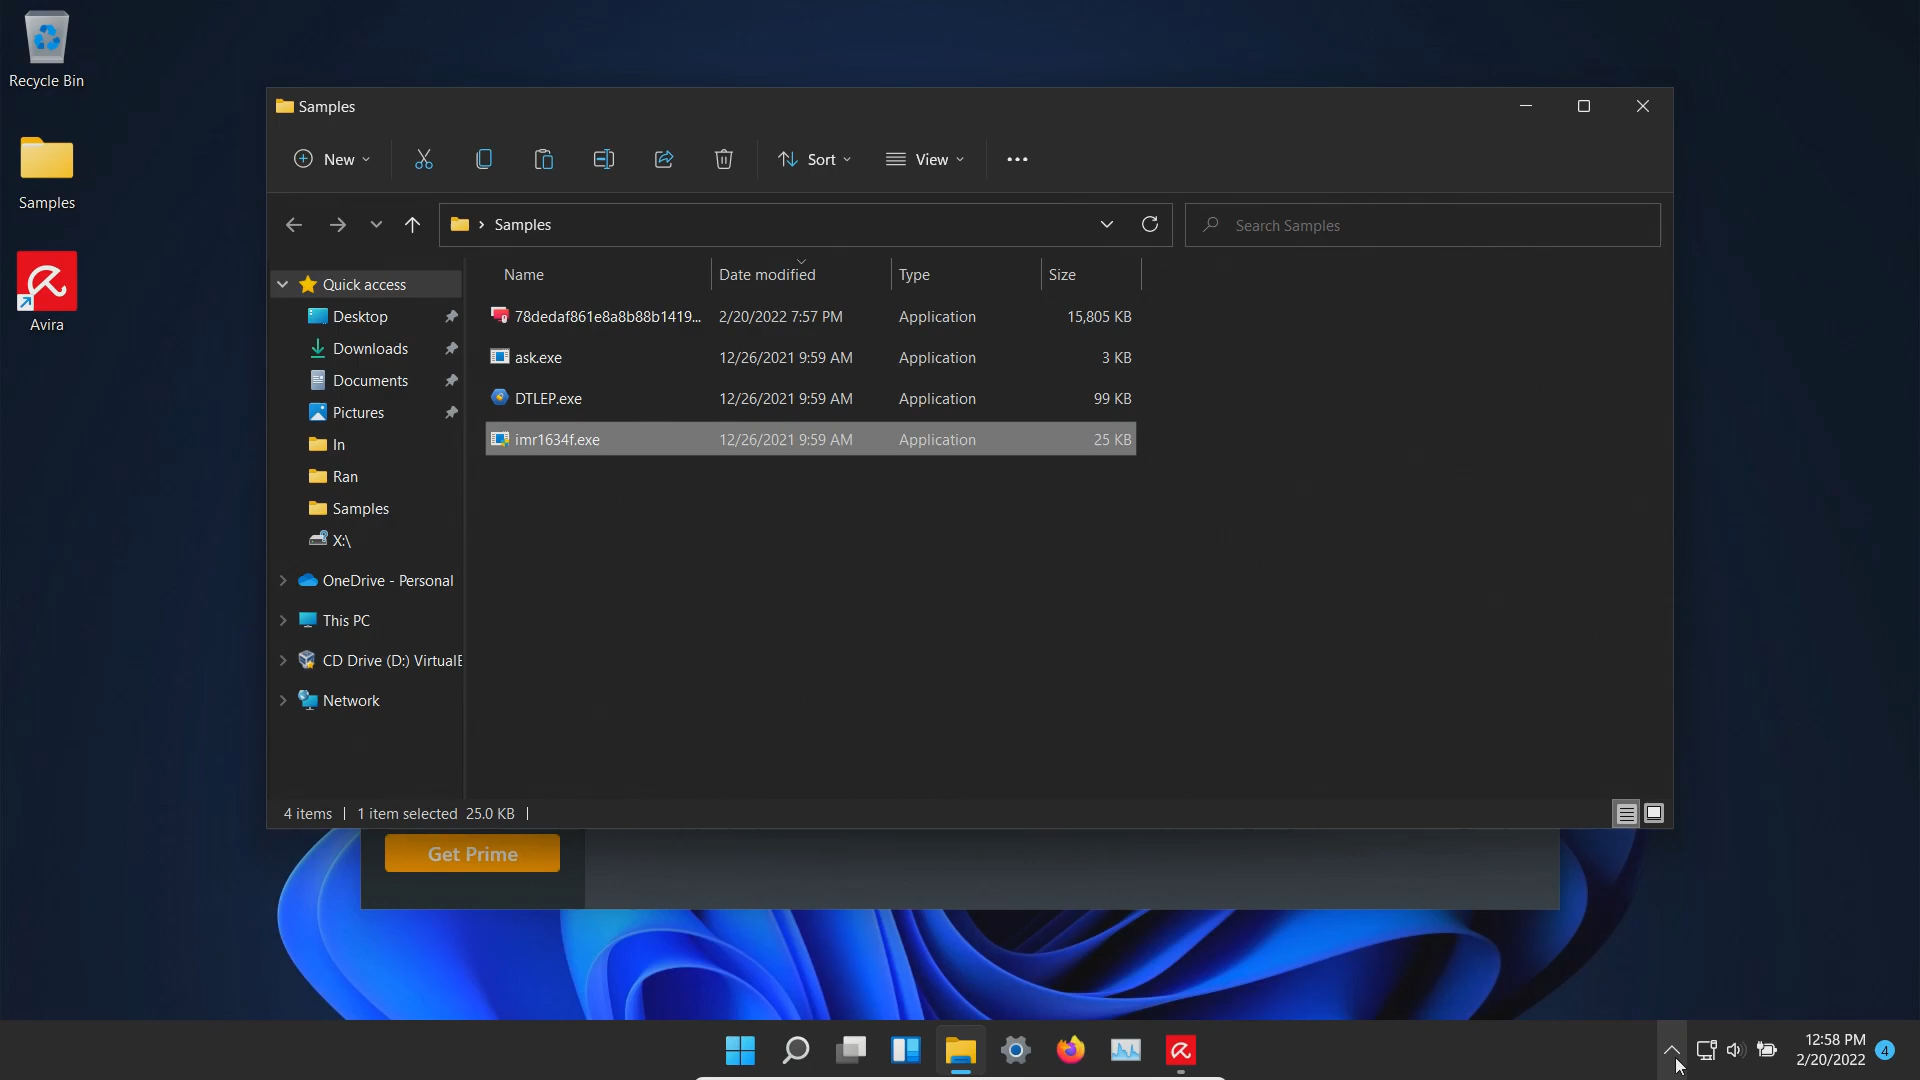 Recycle Bin
Samples
Avira
Samples
New
Sort
View
Samples
Search Samples
Name
Date modified
Type
Size
Quick access
Desktop
Downloads
Documents
Pictures
In
Ran
Samples
X:\
OneDrive - Personal
This PC
CD Drive (D:) VirtualB
Network
78dedaf861e8a8b88b1419... 2/20/2022 7:57 PM Application 15,805 KB
ask.exe 12/26/2021 9:59 AM Application 3 KB
DTLEP.exe 12/26/2021 9:59 AM Application 99 KB
imr1634f.exe 12/26/2021 9:59 AM Application 25 KB
4 items 1 item selected 25.0 KB
Get Prime
12:58 PM
2/20/2022
4